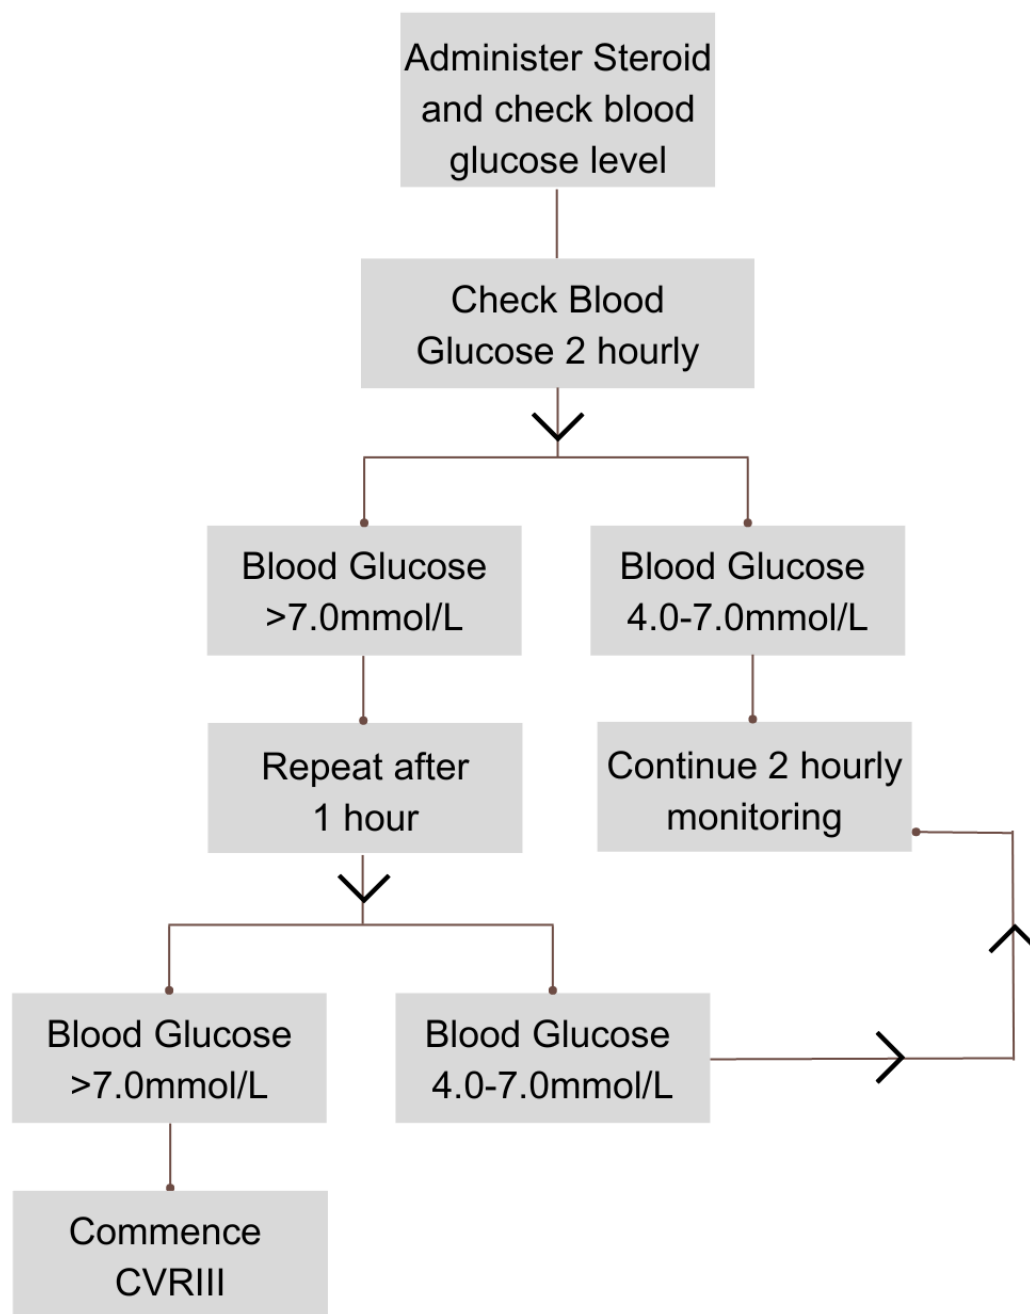 Administer Steroid
and check blood
glucose level
Check Blood
Glucose 2 hourly
Blood Glucose
>7.0mmol/L
Blood Glucose
4.0-7.0mmol/L
Repeat after
1 hour
Continue 2 hourly
monitoring
Blood Glucose
>7.0mmol/L
Blood Glucose
4.0-7.0mmol/L
Commence
CVRIII